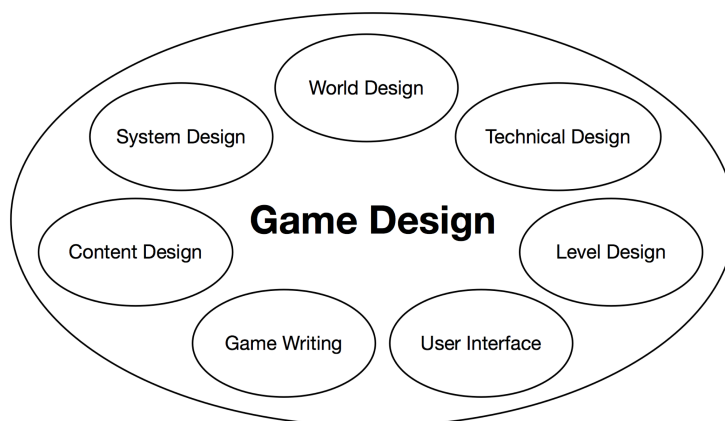 World Design
System Design
Technical Design
Game Design
Content Design
Level Design
Game Writing
User Interface